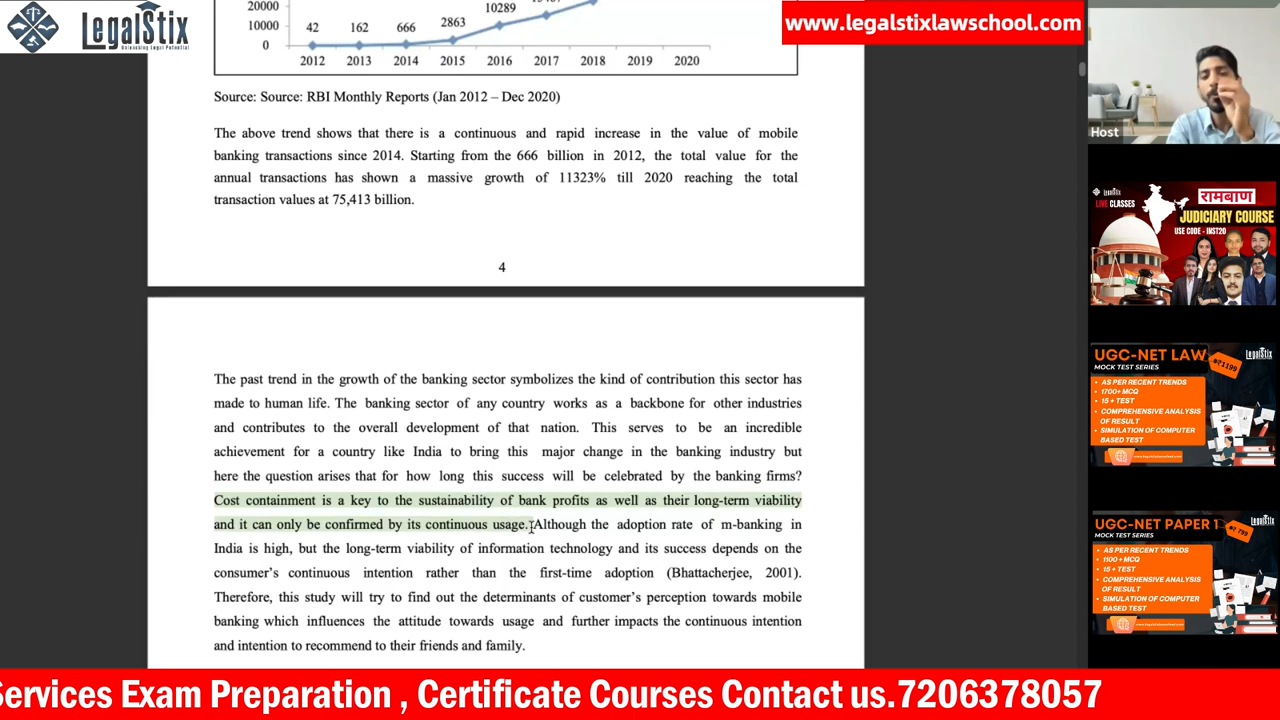 LegalStix
Unleashing Legal Potential
www.legalstixlawschool.com
20000
10000
0
42
162
666
2863
10289
2012 2013 2014 2015 2016 2017 2018 2019 2020
Source: Source: RBI Monthly Reports (Jan 2012 – Dec 2020)
The above trend shows that there is a continuous and rapid increase in the value of mobile
banking transactions since 2014. Starting from the 666 billion in 2012, the total value for the
annual transactions has shown a massive growth of 11323% till 2020 reaching the total
transaction values at 75,413 billion.
4
The past trend in the growth of the banking sector symbolizes the kind of contribution this sector has
made to human life. The banking sector of any country works as a backbone for other industries
and contributes to the overall development of that nation. This serves to be an incredible
achievement for a country like India to bring this major change in the banking industry but
here the question arises that for how long this success will be celebrated by the banking firms?
Cost containment is a key to the sustainability of bank profits as well as their long-term viability
and it can only be confirmed by its continuous usage. Although the adoption rate of m-banking in
India is high, but the long-term viability of information technology and its success depends on the
consumer's continuous intention rather than the first-time adoption (Bhattacherjee, 2001).
Therefore, this study will try to find out the determinants of customer's perception towards mobile
banking which influences the attitude towards usage and further impacts the continuous intention
and intention to recommend to their friends and family.
Host
LegalStix
LIVE CLASSES
रामबाण
JUDICIARY COURSE
USE CODE - INST20
UGC-NET LAW
MOCK TEST SERIES
₹1199
LegalStix
• AS PER RECENT TRENDS
• 1700+ MCQ
• 15 + TEST
• COMPREHENSIVE ANALYSIS
OF RESULT
• SIMULATION OF COMPUTER
BASED TEST
UGC-NET PAPER 1
MOCK TEST SERIES
₹ 799
LegalStix
• AS PER RECENT TRENDS
• 1100+ MCQ
• 15 + TEST
• COMPREHENSIVE ANALYSIS
OF RESULT
• SIMULATION OF COMPUTER
BASED TEST
Services Exam Preparation , Certificate Courses Contact us.7206378057